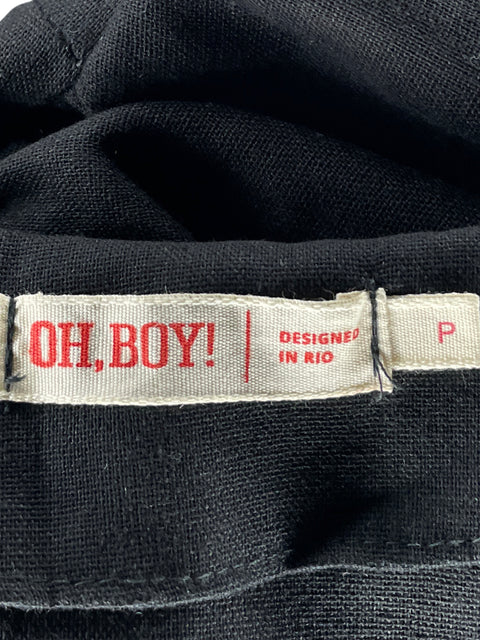 OH, BOY!
DESIGNED
IN RIO
P